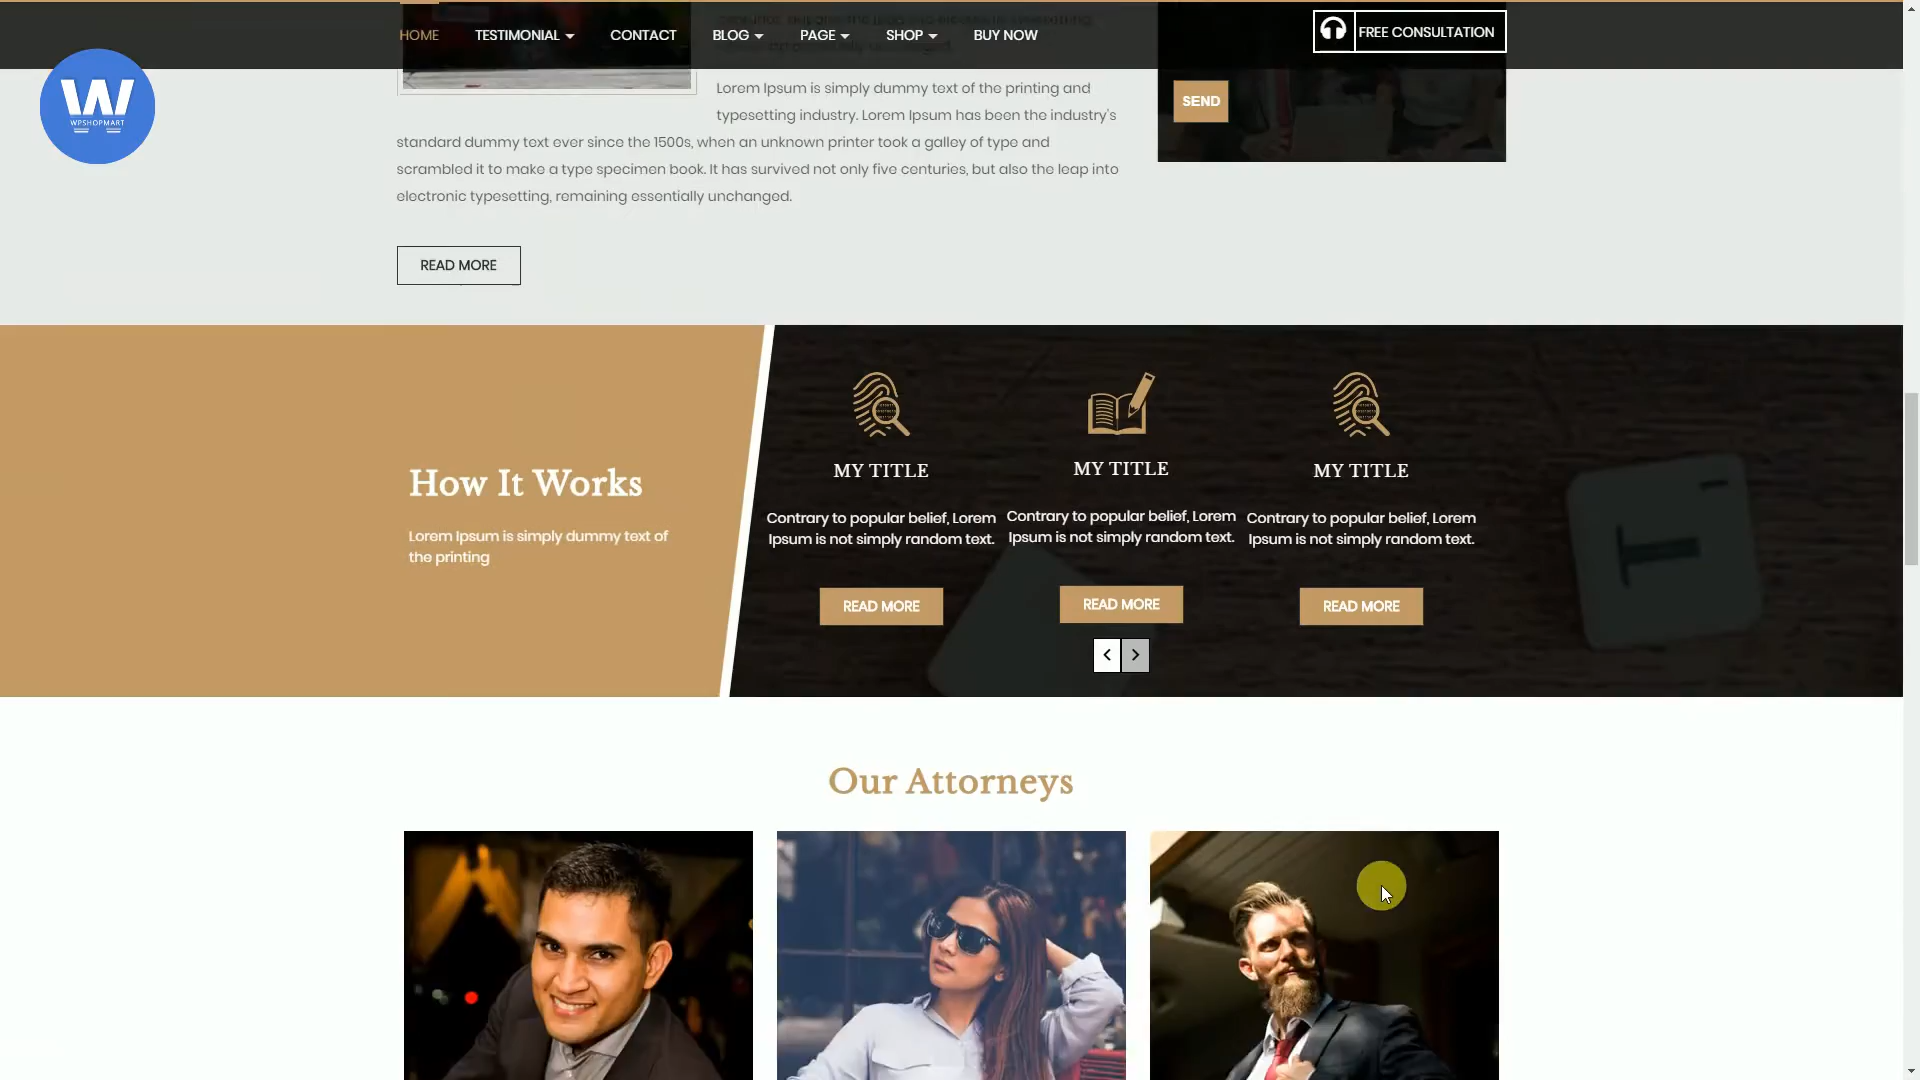 HOME
TESTIMONIAL
CONTACT
BLOG
PAGE
SHOP
BUY NOW
FREE CONSULTATION
W
WPSHOPMART
Lorem Ipsum is simply dummy text of the printing and
typesetting industry. Lorem Ipsum has been the industry's
standard dummy text ever since the 1500s, when an unknown printer took a galley of type and
scrambled it to make a type specimen book. It has survived not only five centuries, but also the leap into
electronic typesetting, remaining essentially unchanged.
SEND
READ MORE
How It Works
Lorem Ipsum is simply dummy text of
the printing
MY TITLE
Contrary to popular belief, Lorem
Ipsum is not simply random text.
READ MORE
MY TITLE
Contrary to popular belief, Lorem
Ipsum is not simply random text.
READ MORE
MY TITLE
Contrary to popular belief, Lorem
Ipsum is not simply random text.
READ MORE
T
Our Attorneys